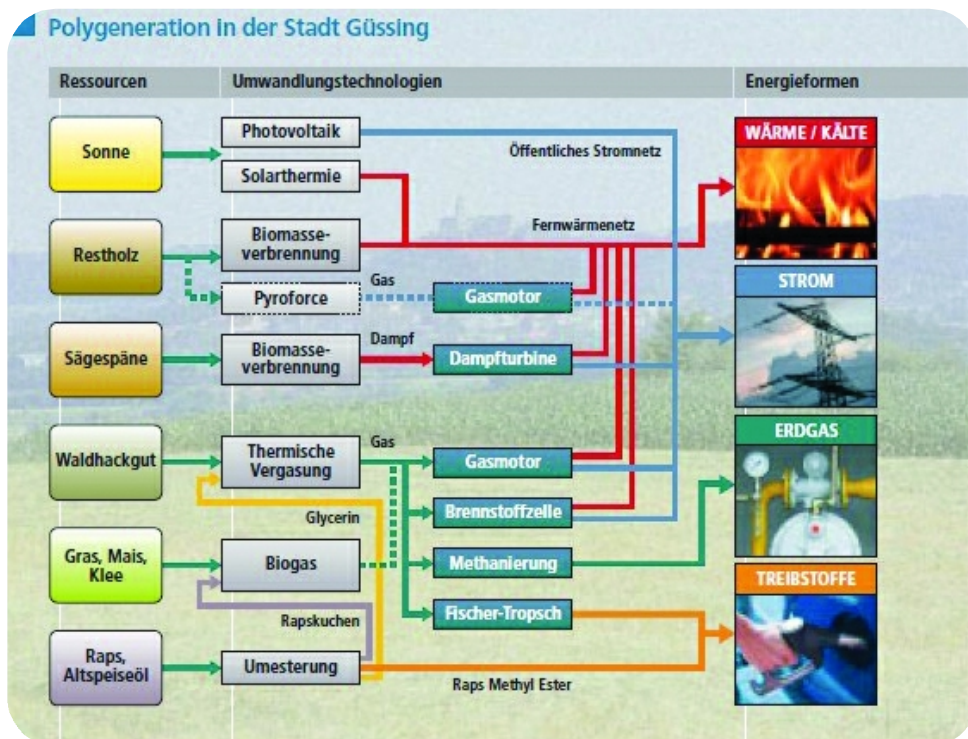 Polygeneration in der Stadt Güssing
Ressourcen
Umwandlungstechnologien
Energieformen
Sonne
Photovoltaik
Solarthermie
Öffentliches Stromnetz
WÄRME / KÄLTE
Fernwärmenetz
Restholz
Biomasse-
verbrennung
Pyroforce
Gas
Gasmotor
STROM
Sägespäne
Biomasse-
verbrennung
Dampf
Dampfturbine
Waldhackgut
Thermische
Vergasung
Gas
Gasmotor
ERDGAS
Glycerin
Brennstoffzelle
Gras, Mais,
Klee
Biogas
Methanierung
Rapskuchen
Fischer-Tropsch
TREIBSTOFFE
Raps,
Altspeiseöl
Umesterung
Raps Methyl Ester